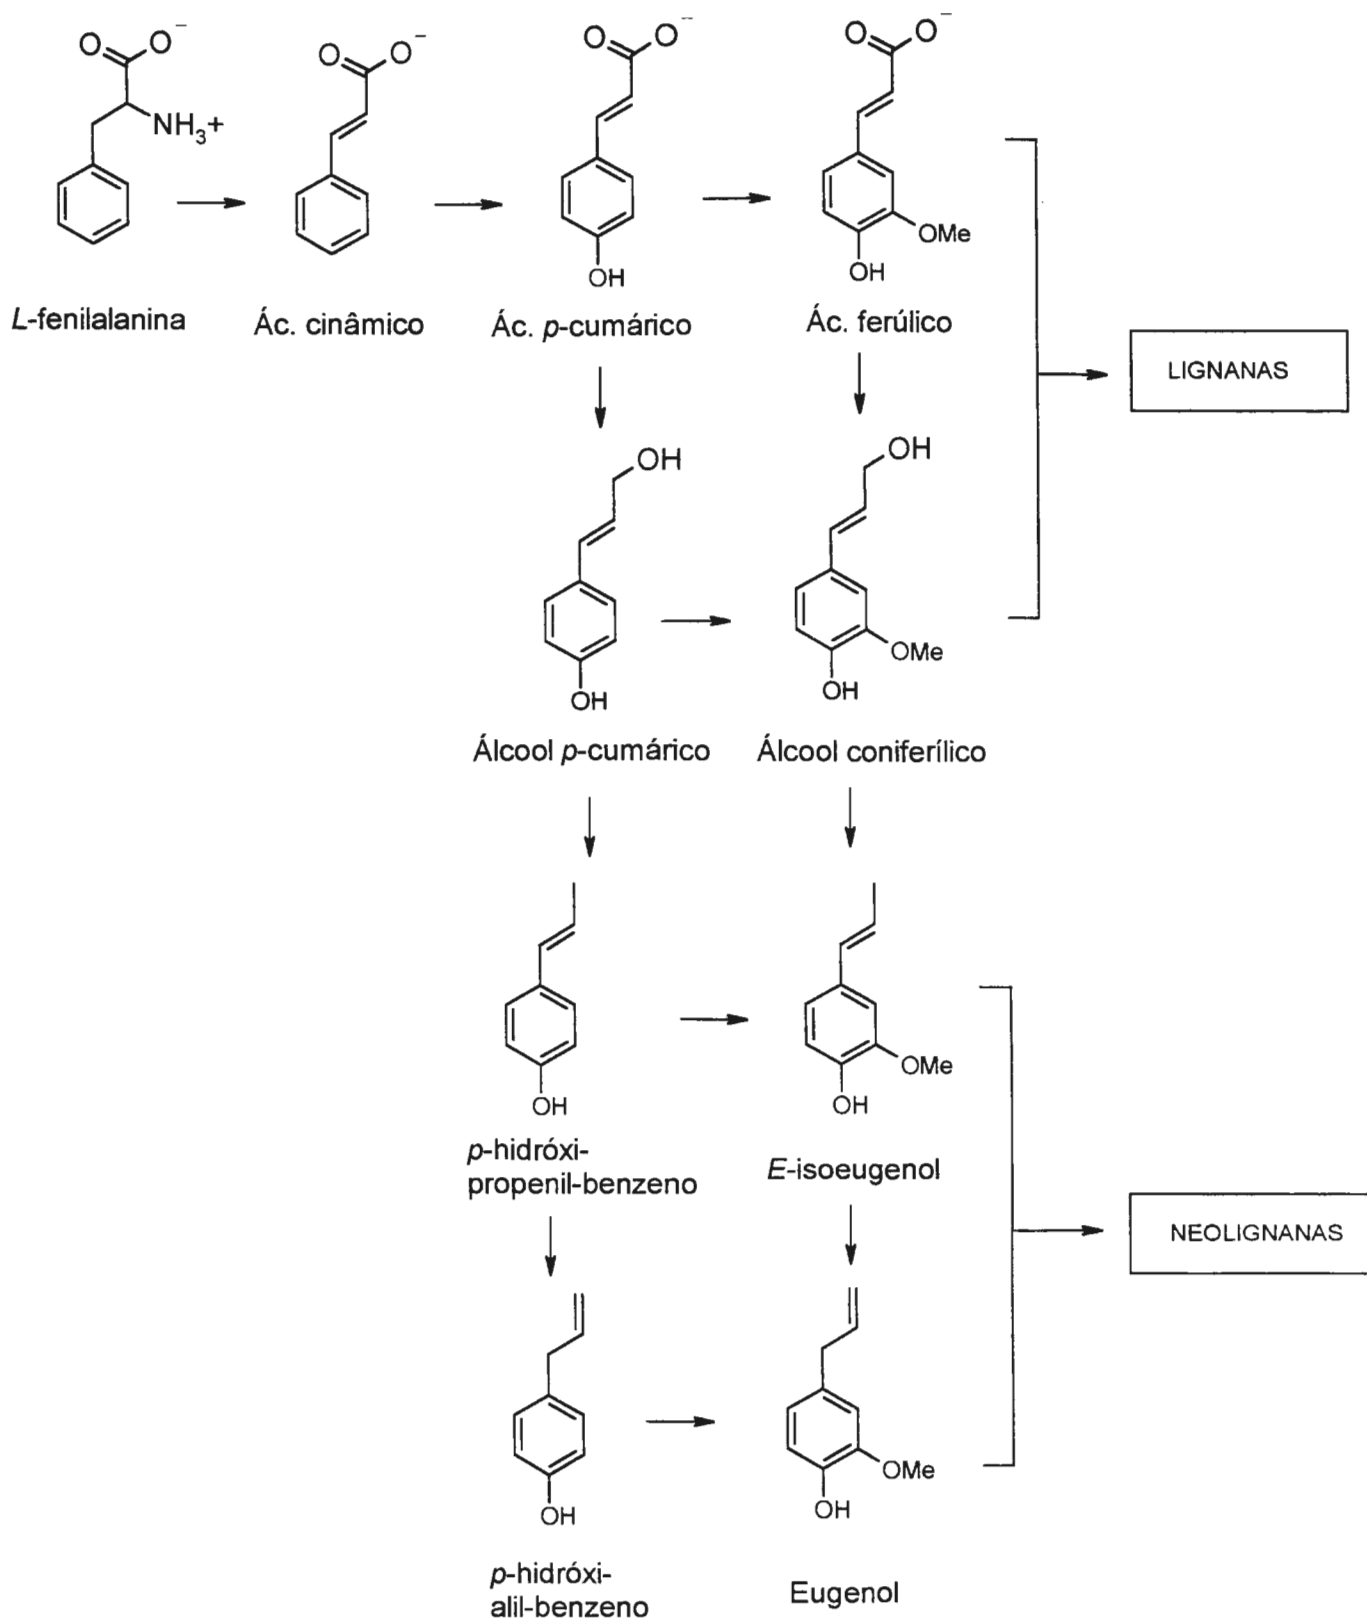 O O⁻
NH₃+
O O⁻
O O⁻
OH
O O⁻
OMe
OH
L-fenilalanina
Ác. cinâmico
Ác. p-cumárico
Ác. ferúlico
LIGNANAS
OH
OH
OH
OMe
OH
Álcool p-cumárico
Álcool coniferílico
OH
OMe
OH
p-hidróxi-
propenil-benzeno
E-isoeugenol
NEOLIGNANAS
OH
OMe
OH
p-hidróxi-
alil-benzeno
Eugenol